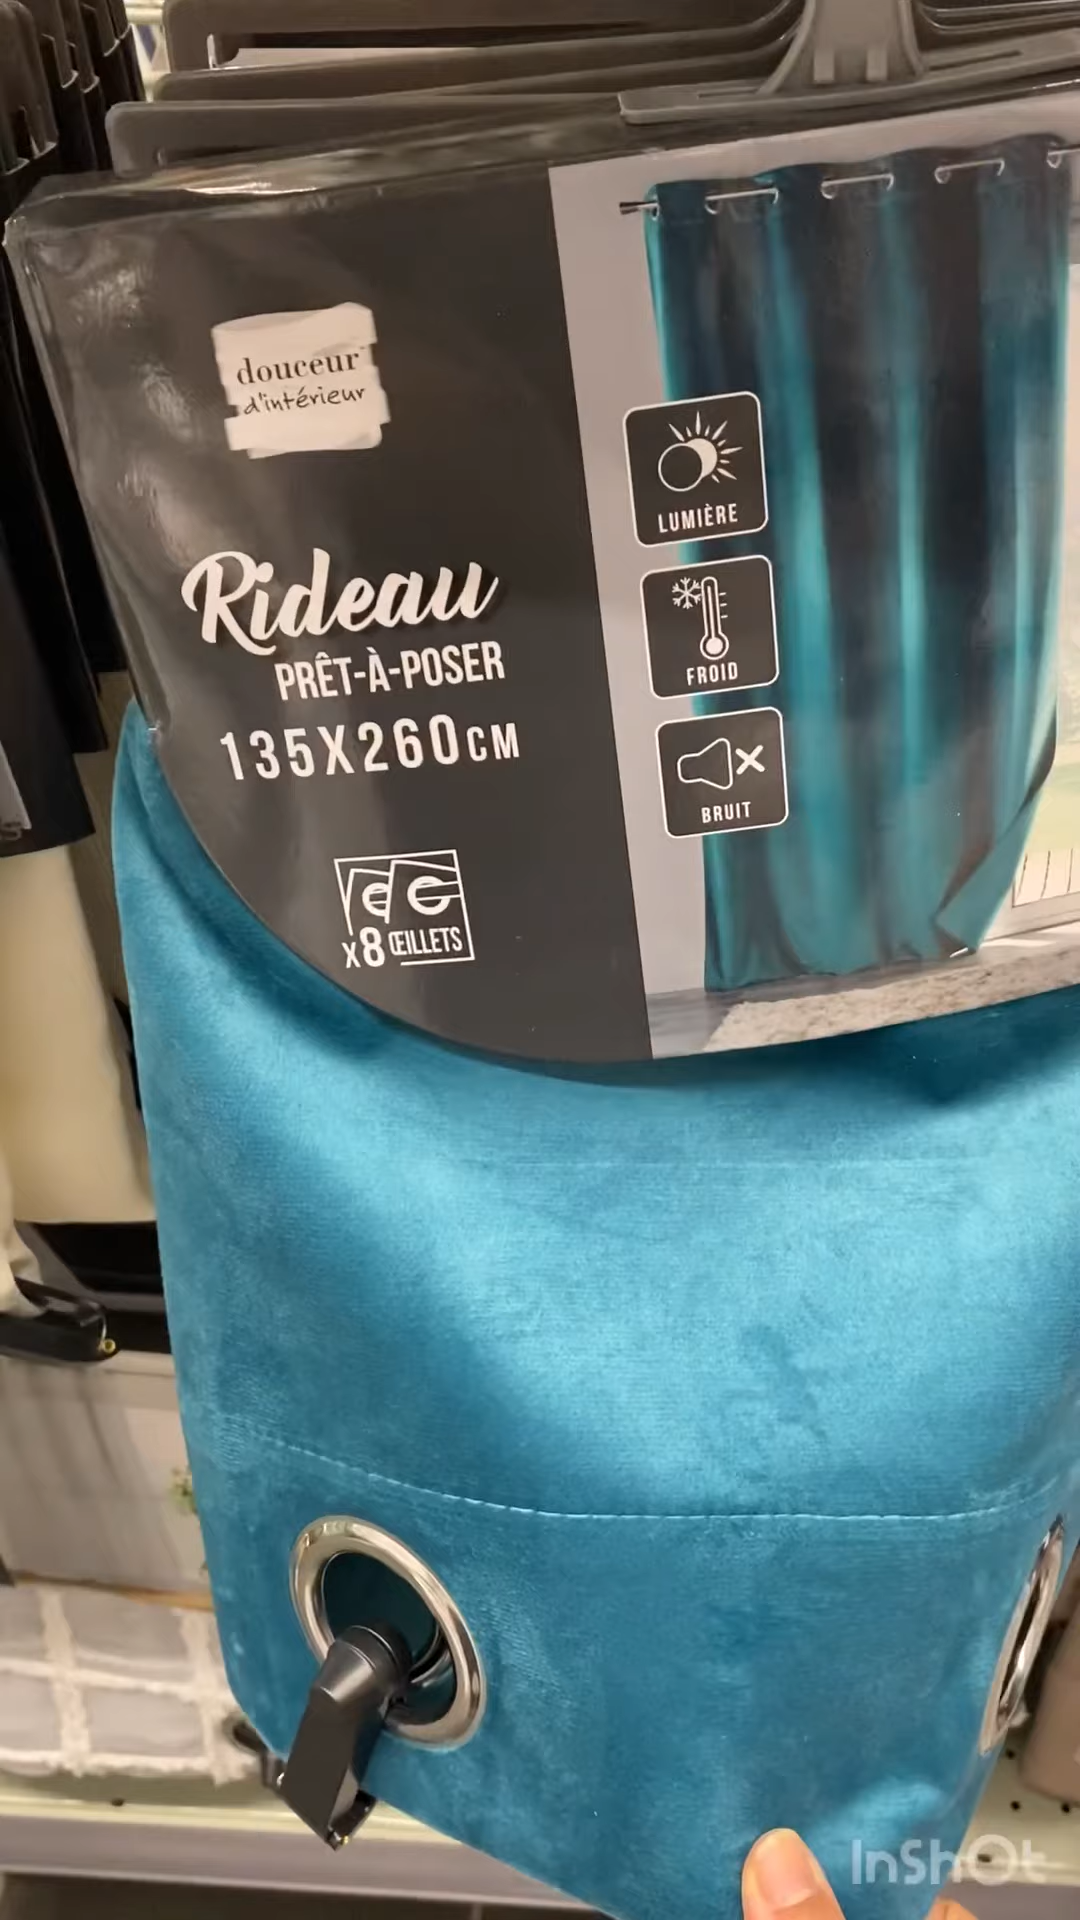 douceur
d'intérieur
Rideau
PRÊT-À-POSER
135X260CM
X8 ŒILLETS
LUMIÈRE
FROID
BRUIT
InShOt